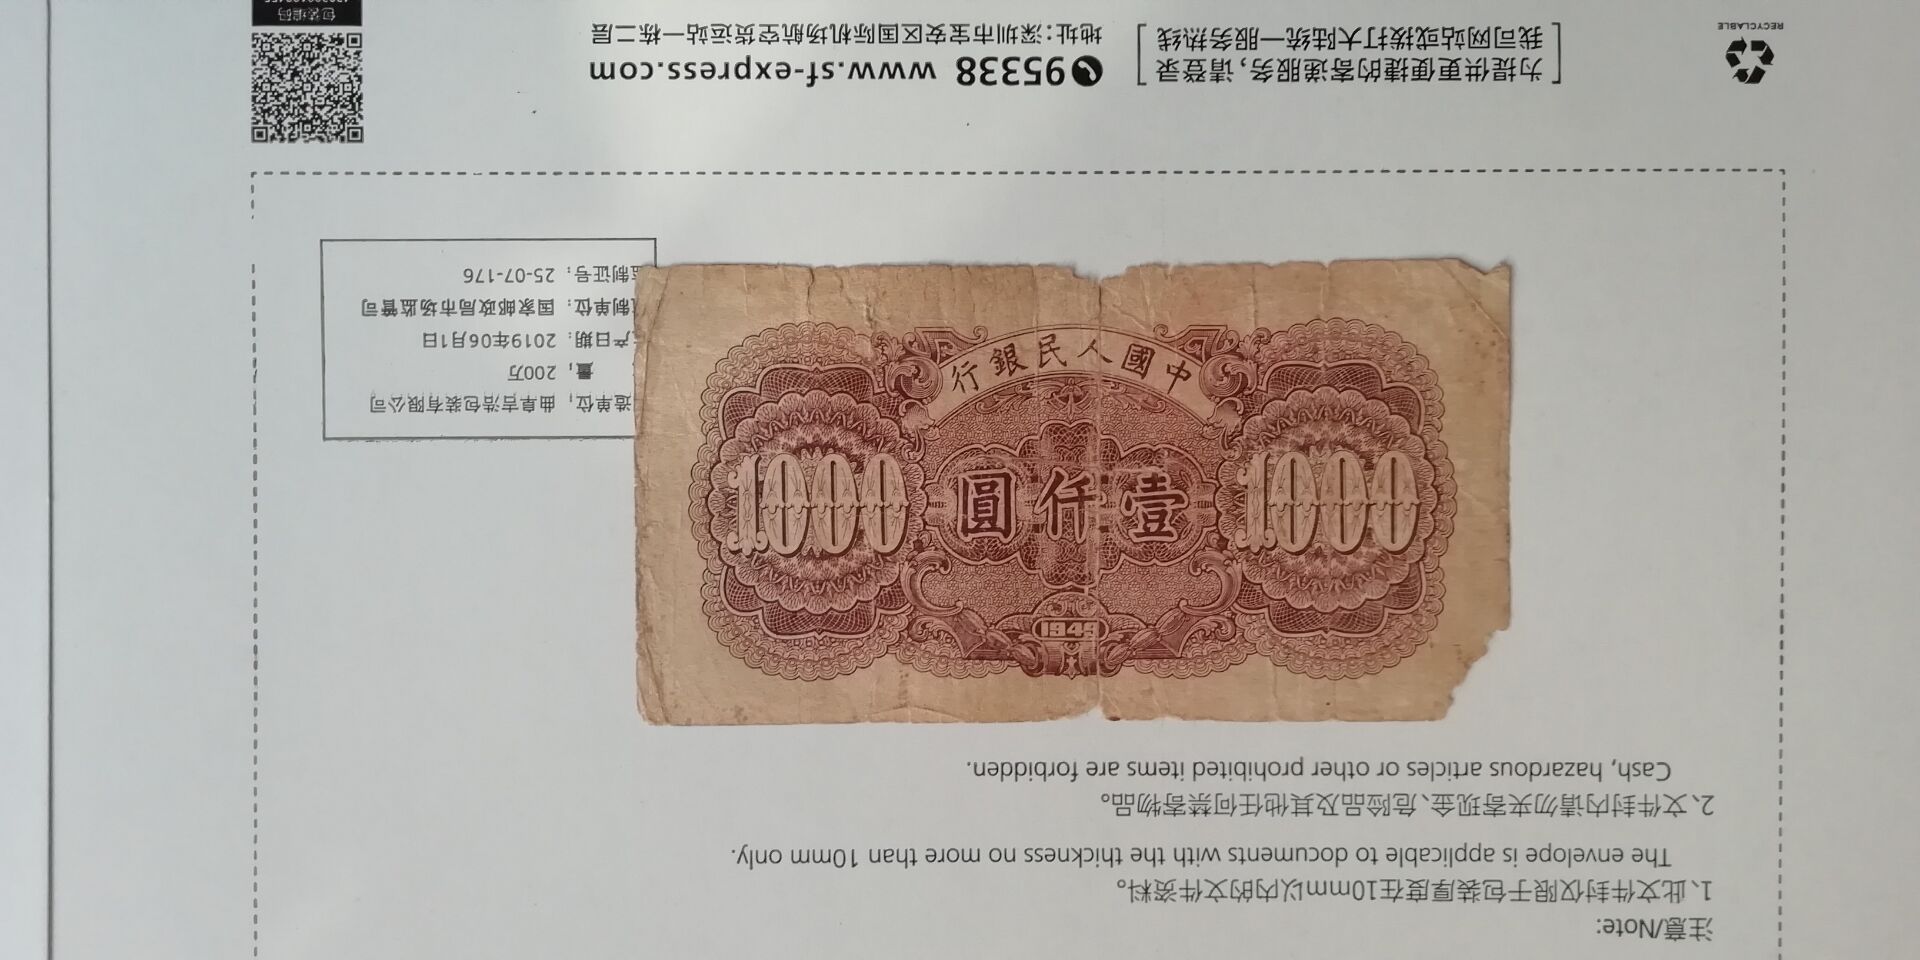 中國人民銀行
1000
壹仟圓
1000
1949
注意/Note:
1、此文件封仅限于包装厚度在10mm以内的文件资料。
The envelope is applicable to documents with the thickness no more than 10mm only.
2、文件封内请勿夹寄现金、危险品及其他任何禁寄物品。
Cash, hazardous articles or other prohibited items are forbidden.
造单位: 曲阜吉浩包装有限公司
量: 200万
产日期: 2019年06月1日
制单位: 国家邮政局市场监管司
监制证号: 25-07-176
RECYCLABLE
为提供更便捷的寄递服务,请登录
我司网站或拨打大陆统一服务热线
95338 www.sf-express.com
地址:深圳市宝安区国际机场航空货运站一栋二层
包装编码